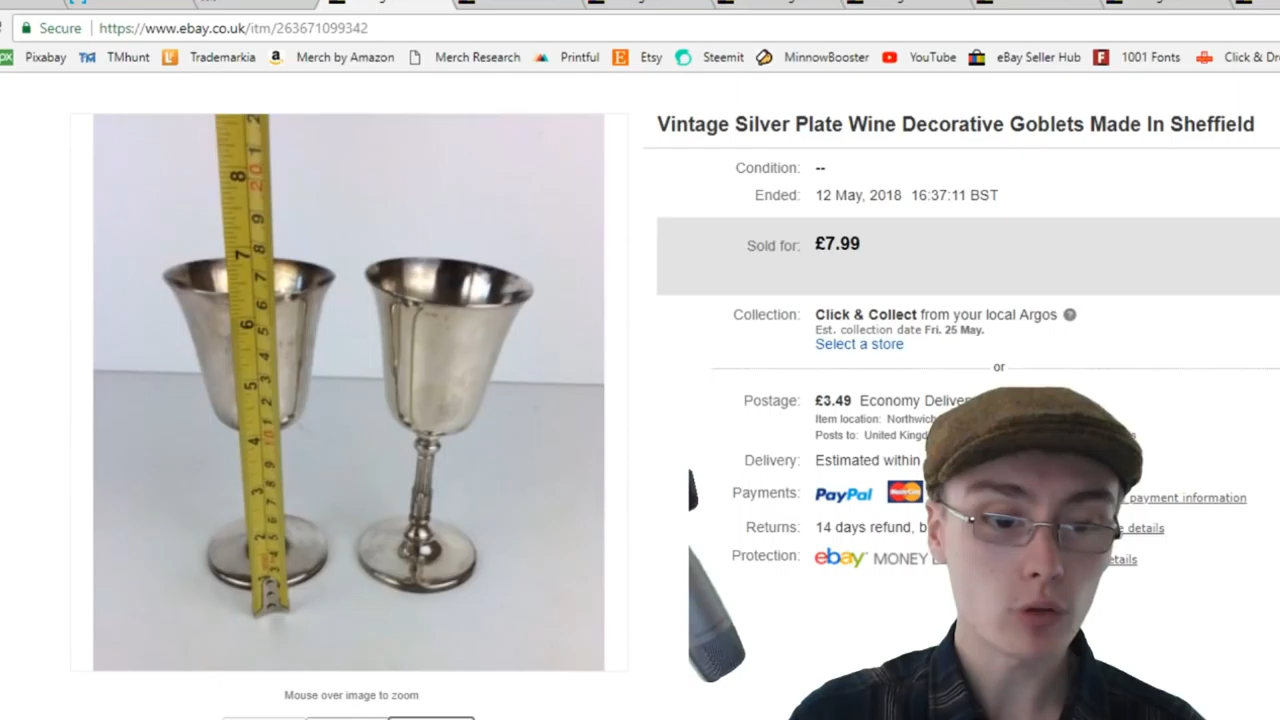 Secure https://www.ebay.co.uk/itm/263671099342
px Pixabay TMhunt Trademarkia Merch by Amazon Merch Research Printful Etsy Steemit MinnowBooster YouTube eBay Seller Hub 1001 Fonts Click & Dr
Vintage Silver Plate Wine Decorative Goblets Made In Sheffield
Condition: --
Ended: 12 May, 2018 16:37:11 BST
Sold for: £7.99
Collection: Click & Collect from your local Argos
Est. collection date Fri. 25 May.
Select a store
or
Postage: £3.49 Economy Deliver
Item location: Northwich
Posts to: United Kingd
Delivery: Estimated within
Payments: PayPal MasterCard payment information
Returns: 14 days refund, b e details
Protection: ebay MONEY etails
Mouse over image to zoom